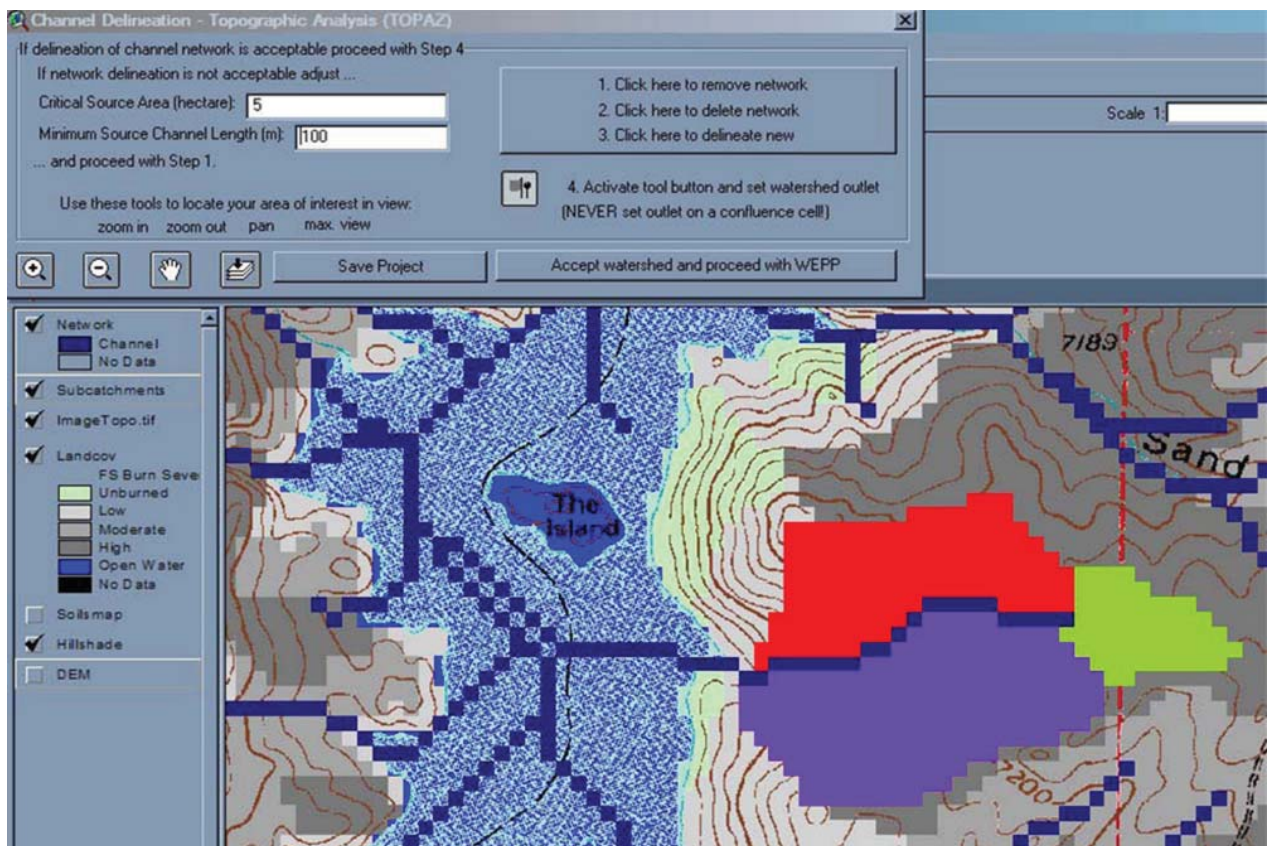 Channel Delineation - Topographic Analysis (TOPAZ)
If delineation of channel network is acceptable proceed with Step 4
If network delineation is not acceptable adjust ...
Critical Source Area (hectare): 5
Minimum Source Channel Length (m): 100
... and proceed with Step 1.
Use these tools to locate your area of interest in view:
zoom in zoom out pan max. view
1. Click here to remove network
2. Click here to delete network
3. Click here to delineate new
4. Activate tool button and set watershed outlet
(NEVER set outlet on a confluence cell!)
Save Project
Accept watershed and proceed with WEPP
Scale 1:
Network
Channel
No Data
Subcatchments
ImageTopo.tif
Landcov
FS Burn Seve
Unburned
Low
Moderate
High
Open Water
No Data
Soilsmap
Hillshade
DEM
7189
Sand
The
Island
7200